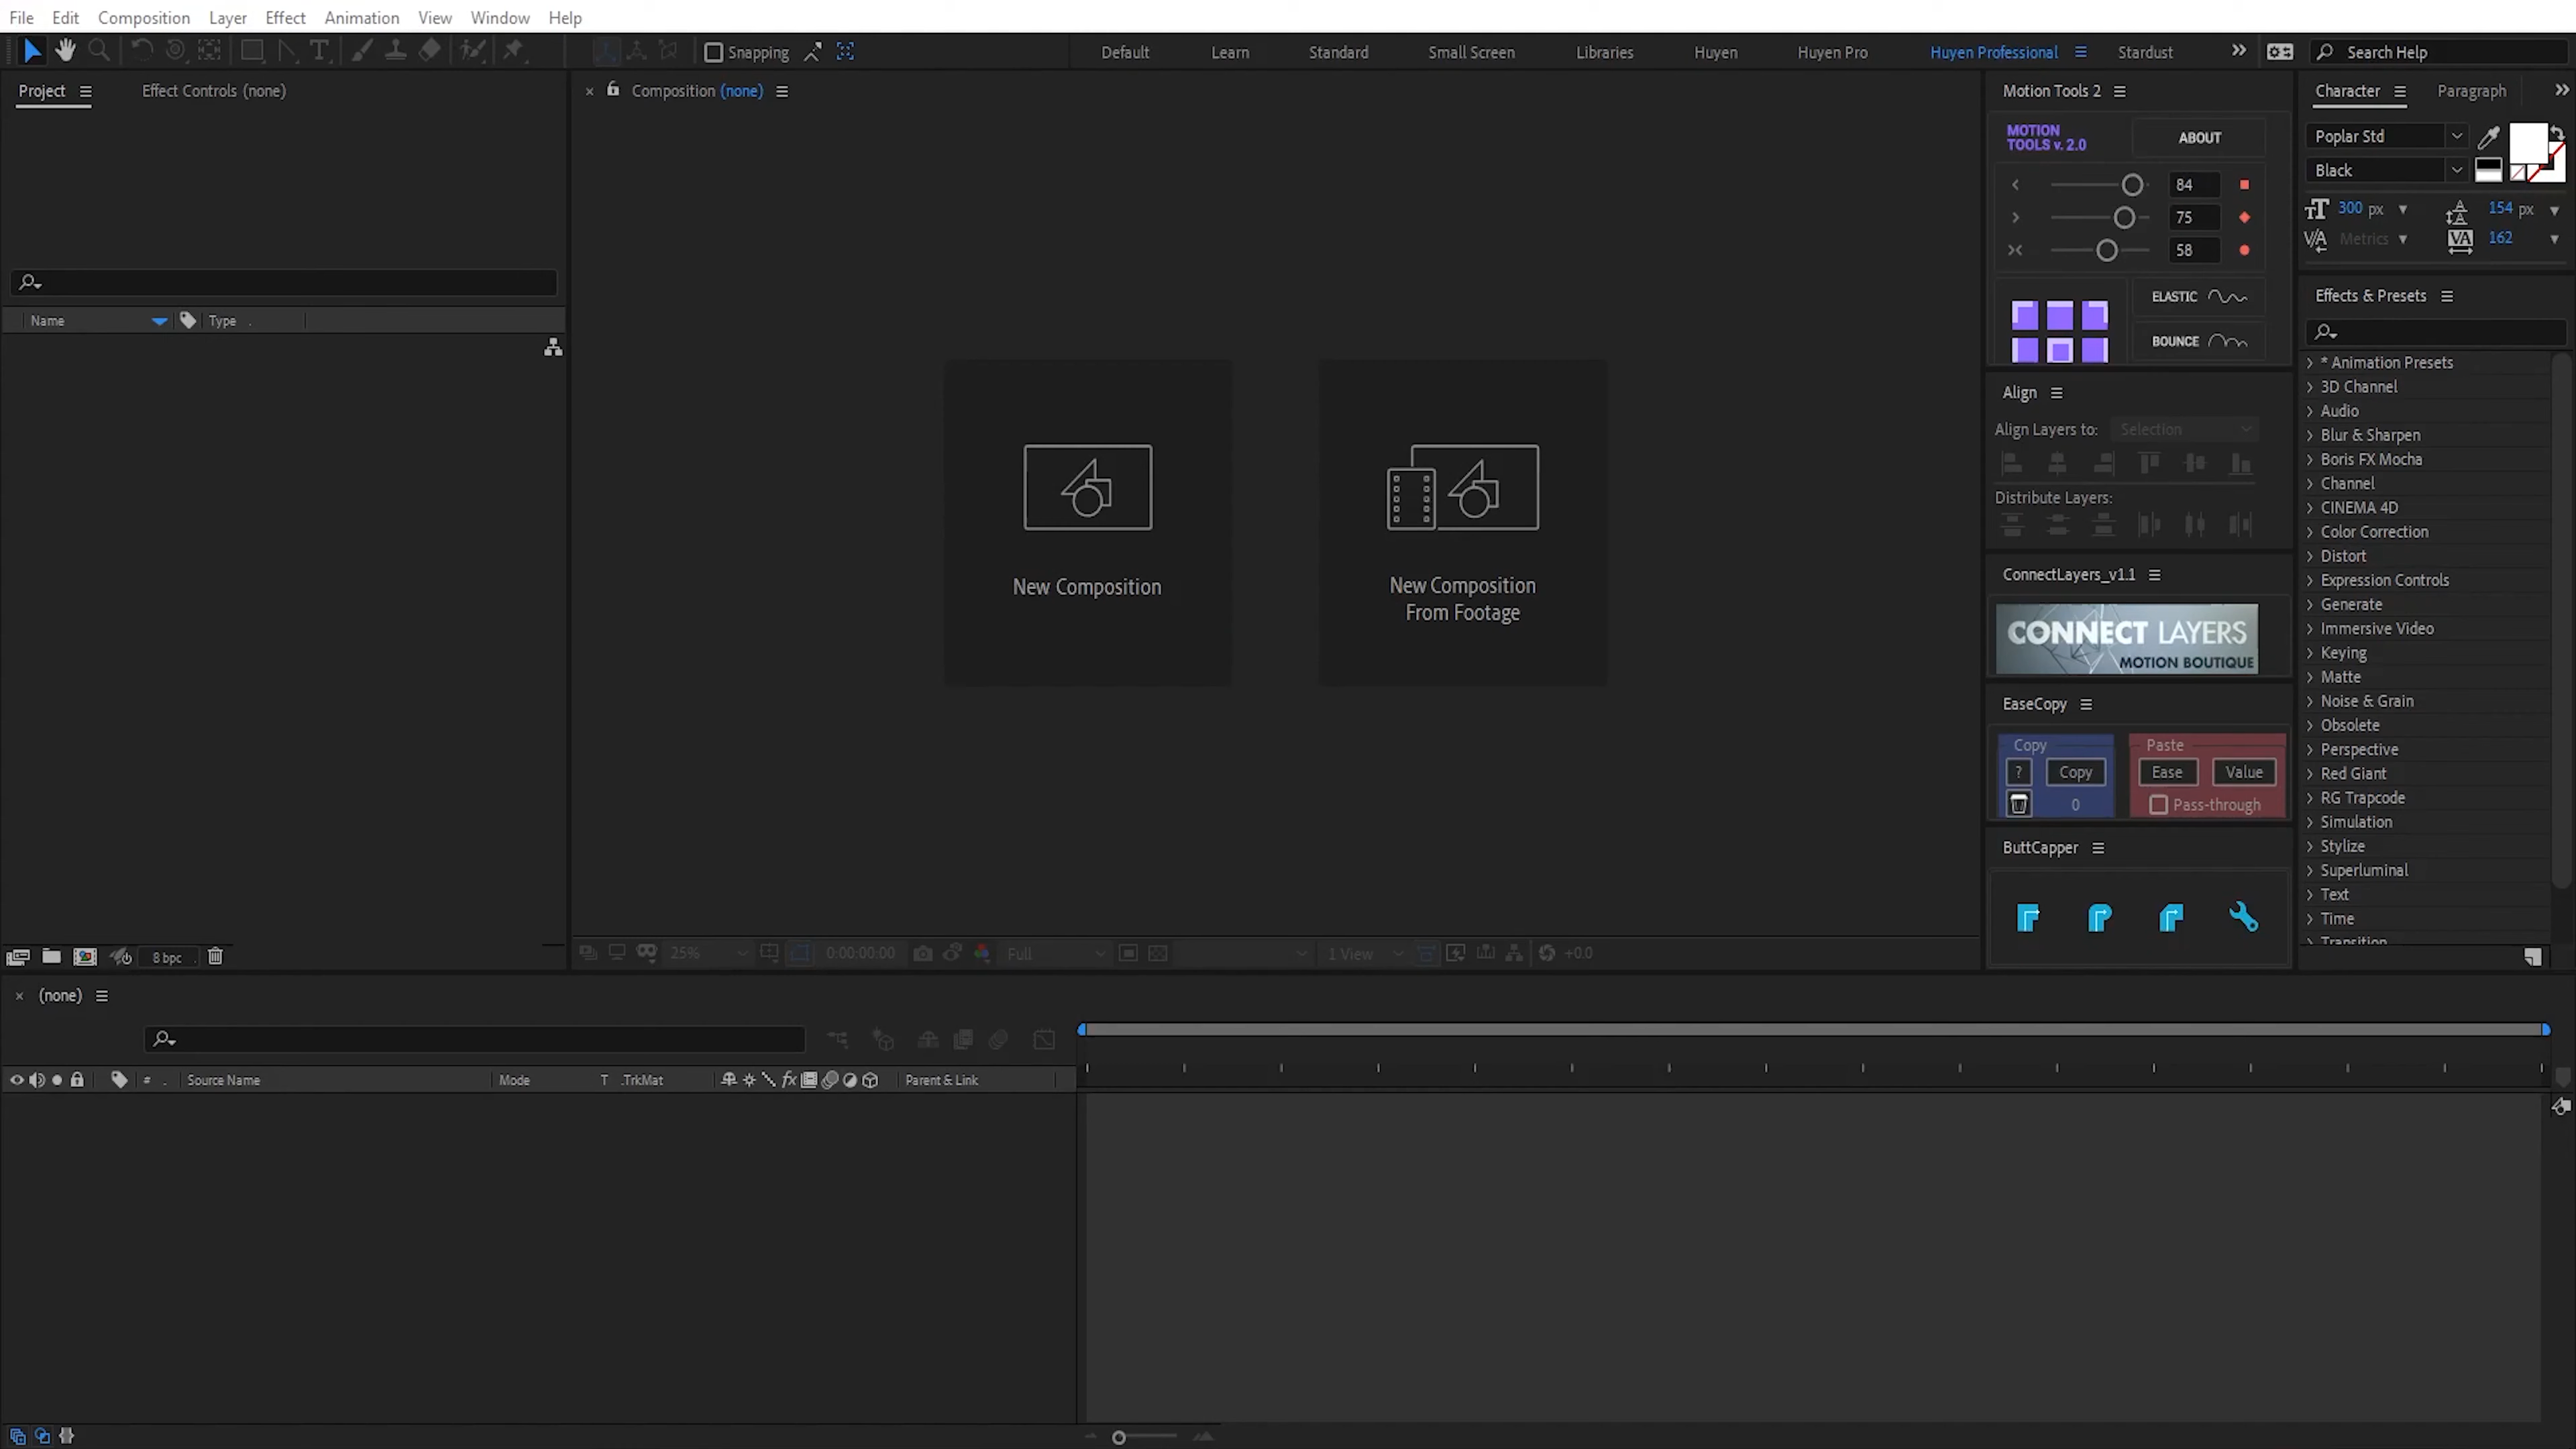 File Edit Composition Layer Effect Animation View Window Help
Snapping
Default Learn Standard Small Screen Libraries Huyen Huyen Pro Huyen Professional Stardust
Search Help
Project
Effect Controls (none)
Name Type
8 bpc
Composition (none)
New Composition
New Composition
From Footage
25% 0:00:00:00 Full 1 View +0.0
Motion Tools 2
MOTION
TOOLS v. 2.0
ABOUT
84
75
58
ELASTIC
BOUNCE
Align
Align Layers to: Selection
Distribute Layers:
ConnectLayers_v1.1
CONNECT LAYERS
MOTION BOUTIQUE
EaseCopy
Copy Paste
? Copy Ease Value
0 Pass-through
ButtCapper
Character Paragraph
Poplar Std
Black
300 px 154 px
Metrics 162
Effects & Presets
* Animation Presets
3D Channel
Audio
Blur & Sharpen
Boris FX Mocha
Channel
CINEMA 4D
Color Correction
Distort
Expression Controls
Generate
Immersive Video
Keying
Matte
Noise & Grain
Obsolete
Perspective
Red Giant
RG Trapcode
Simulation
Stylize
Superluminal
Text
Time
Transition
(none)
# Source Name Mode T .TrkMat fx Parent & Link